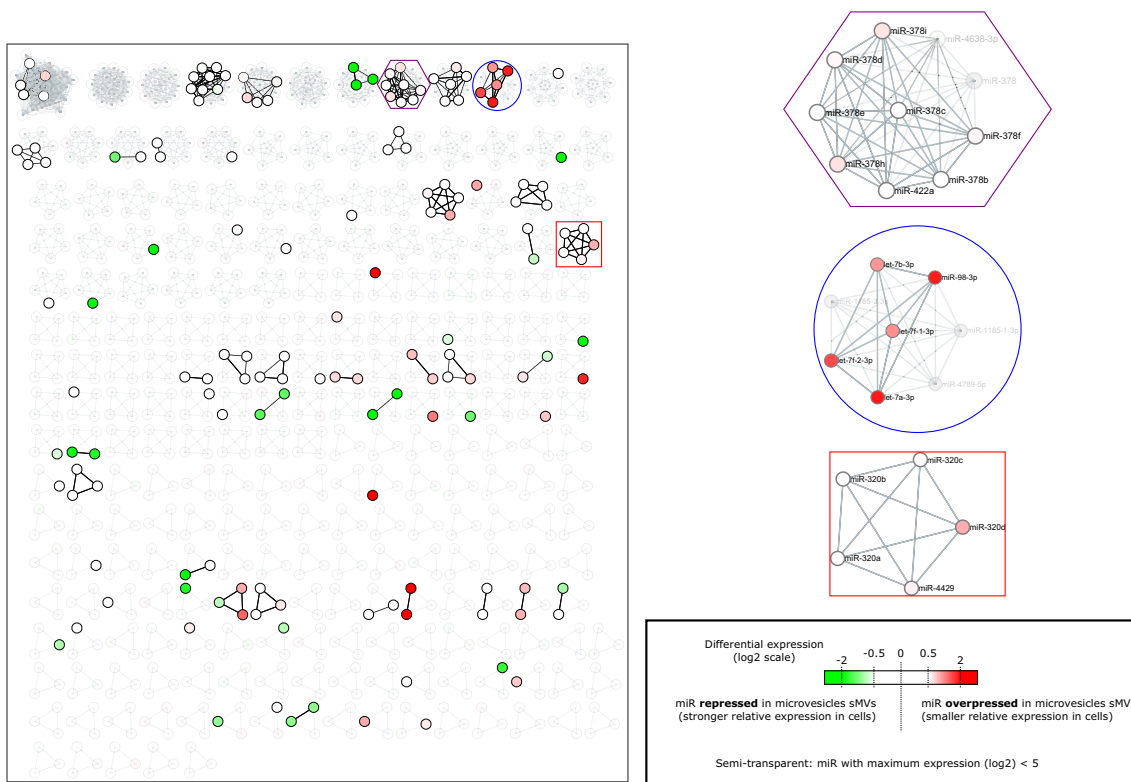 miR-378i
miR-4638-3p
miR-378d
miR-378
miR-378e
miR-378c
miR-378f
miR-378h
miR-378b
miR-422a
let-7b-3p
miR-98-3p
miR-1185-2-3p
let-7f-1-3p
miR-1185-1-3p
let-7f-2-3p
miR-4789-5p
let-7a-3p
miR-320c
miR-320b
miR-320d
miR-320a
miR-4429
Differential expression
(log2 scale)
-2 -0.5 0 0.5 2
miR repressed in microvesicles sMVs
(stronger relative expression in cells)
miR overpressed in microvesicles sMV
(smaller relative expression in cells)
Semi-transparent: miR with maximum expression (log2) < 5